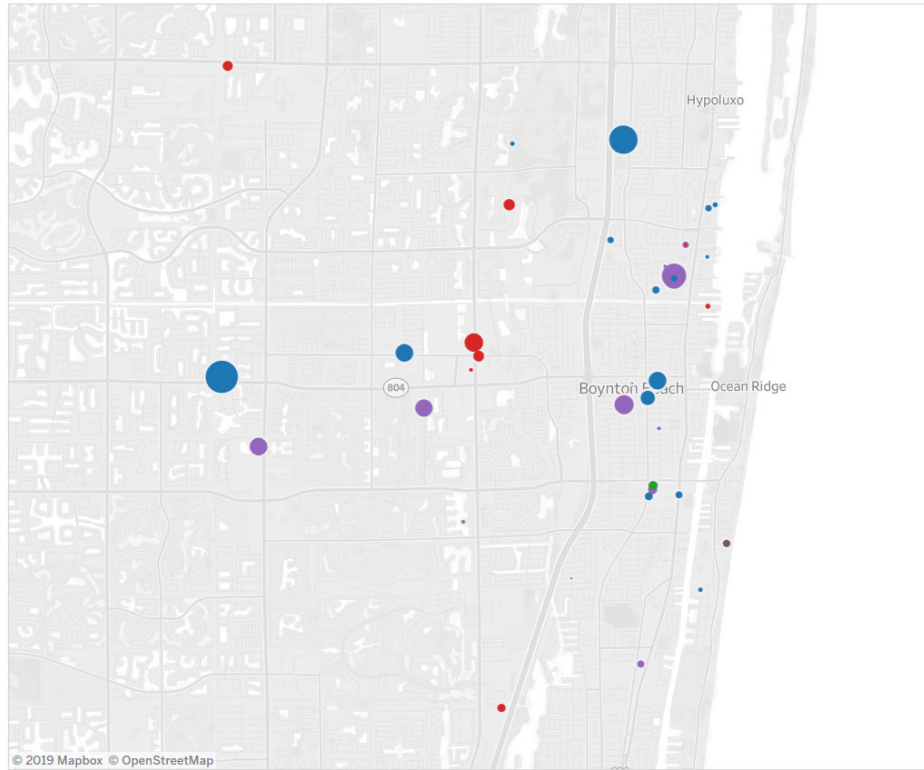 Hypoluxo
804
Boynton Beach
Ocean Ridge
© 2019 Mapbox © OpenStreetMap